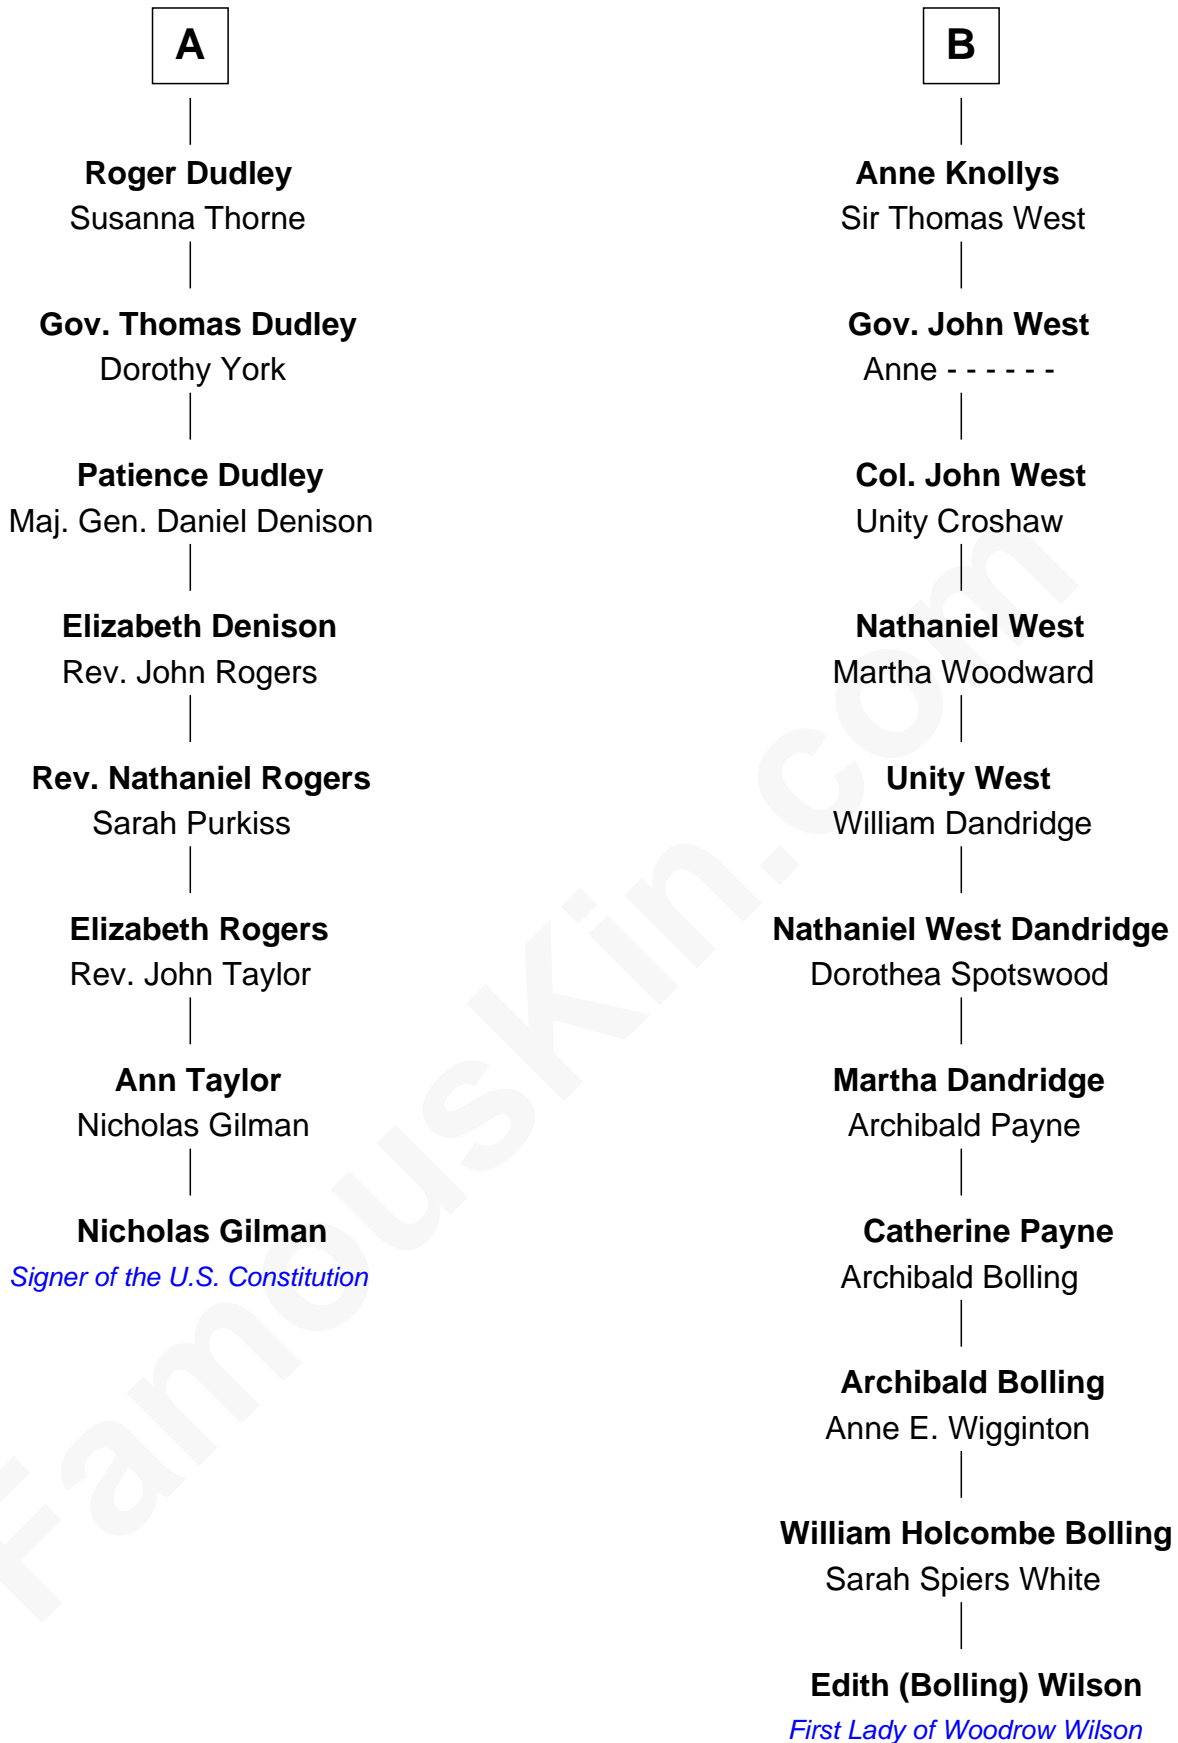 A
Roger Dudley
Susanna Thorne
Gov. Thomas Dudley
Dorothy York
Patience Dudley
Maj. Gen. Daniel Denison
Elizabeth Denison
Rev. John Rogers
Rev. Nathaniel Rogers
Sarah Purkiss
Elizabeth Rogers
Rev. John Taylor
Ann Taylor
Nicholas Gilman
Nicholas Gilman
Signer of the U.S. Constitution
B
Anne Knollys
Sir Thomas West
Gov. John West
Anne - - - - - -
Col. John West
Unity Croshaw
Nathaniel West
Martha Woodward
Unity West
William Dandridge
Nathaniel West Dandridge
Dorothea Spotswood
Martha Dandridge
Archibald Payne
Catherine Payne
Archibald Bolling
Archibald Bolling
Anne E. Wigginton
William Holcombe Bolling
Sarah Spiers White
Edith (Bolling) Wilson
First Lady of Woodrow Wilson
FamousKin.com